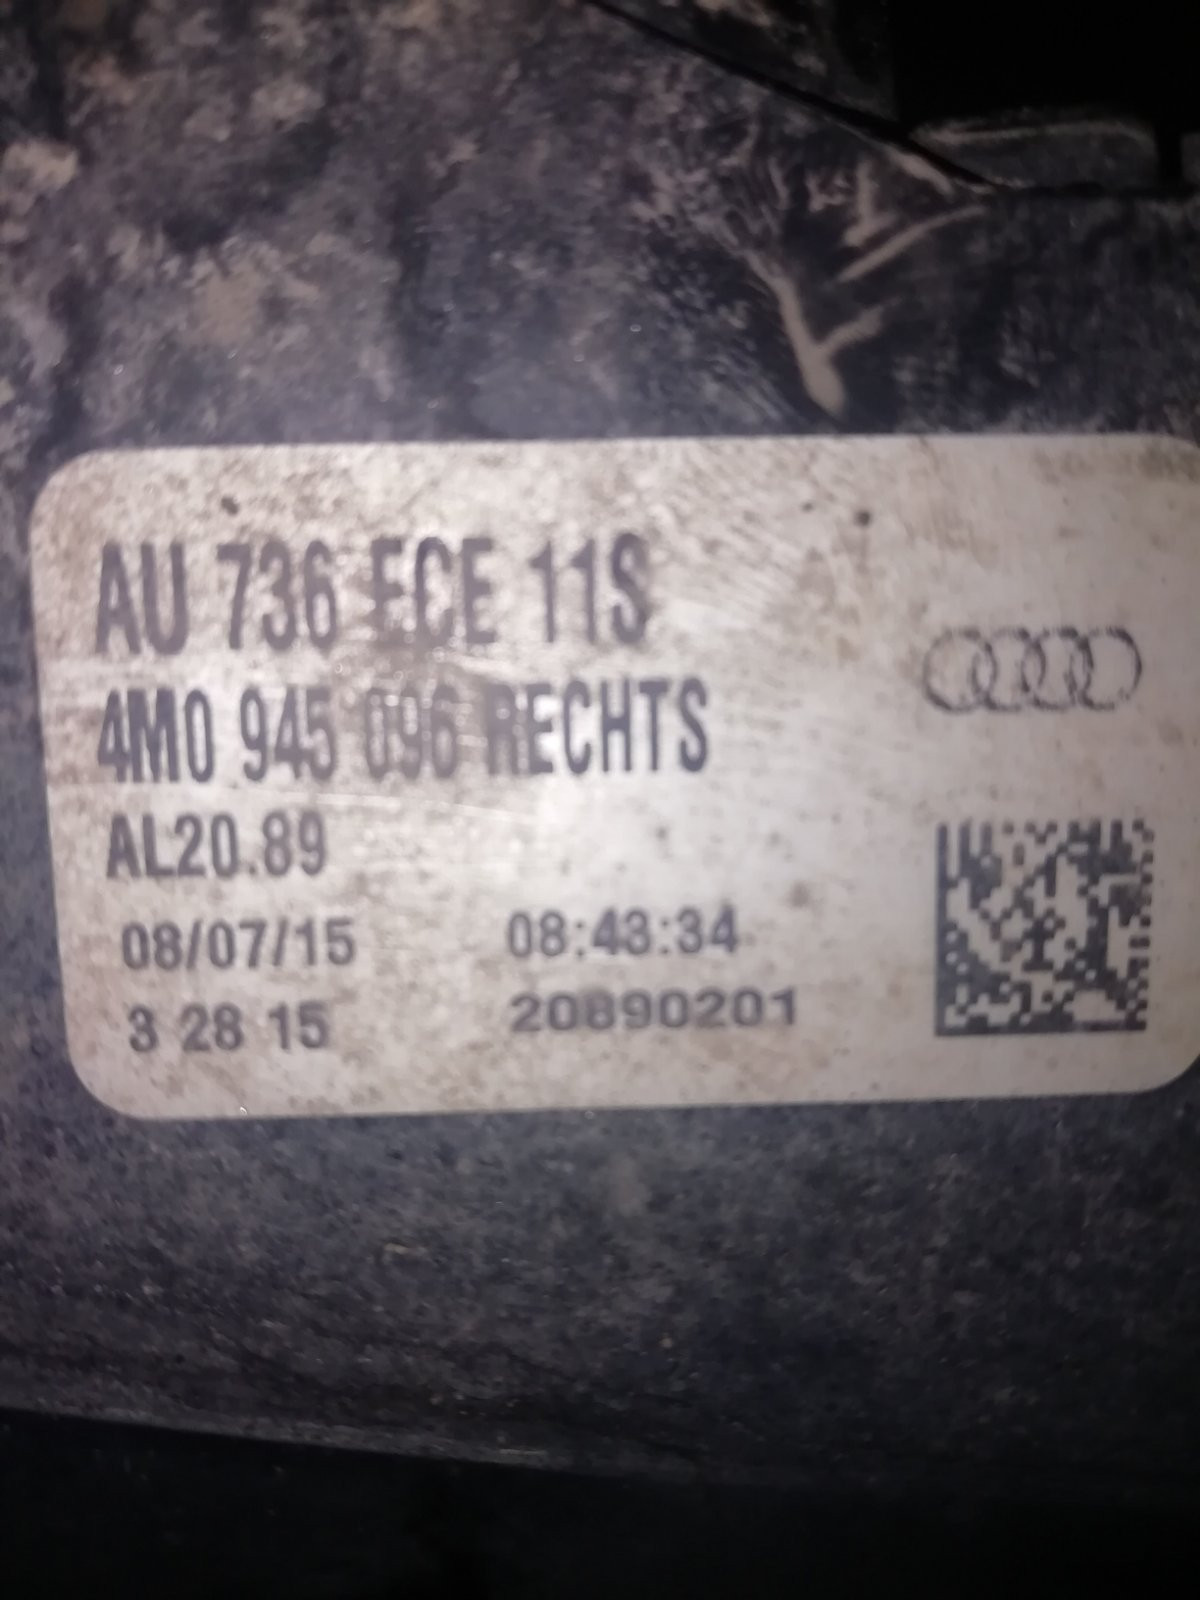 AU 736 ECE 11S
4M0 945 096 RECHTS
AL20.89
08/07/15 08:43:34
3 28 15 20890201